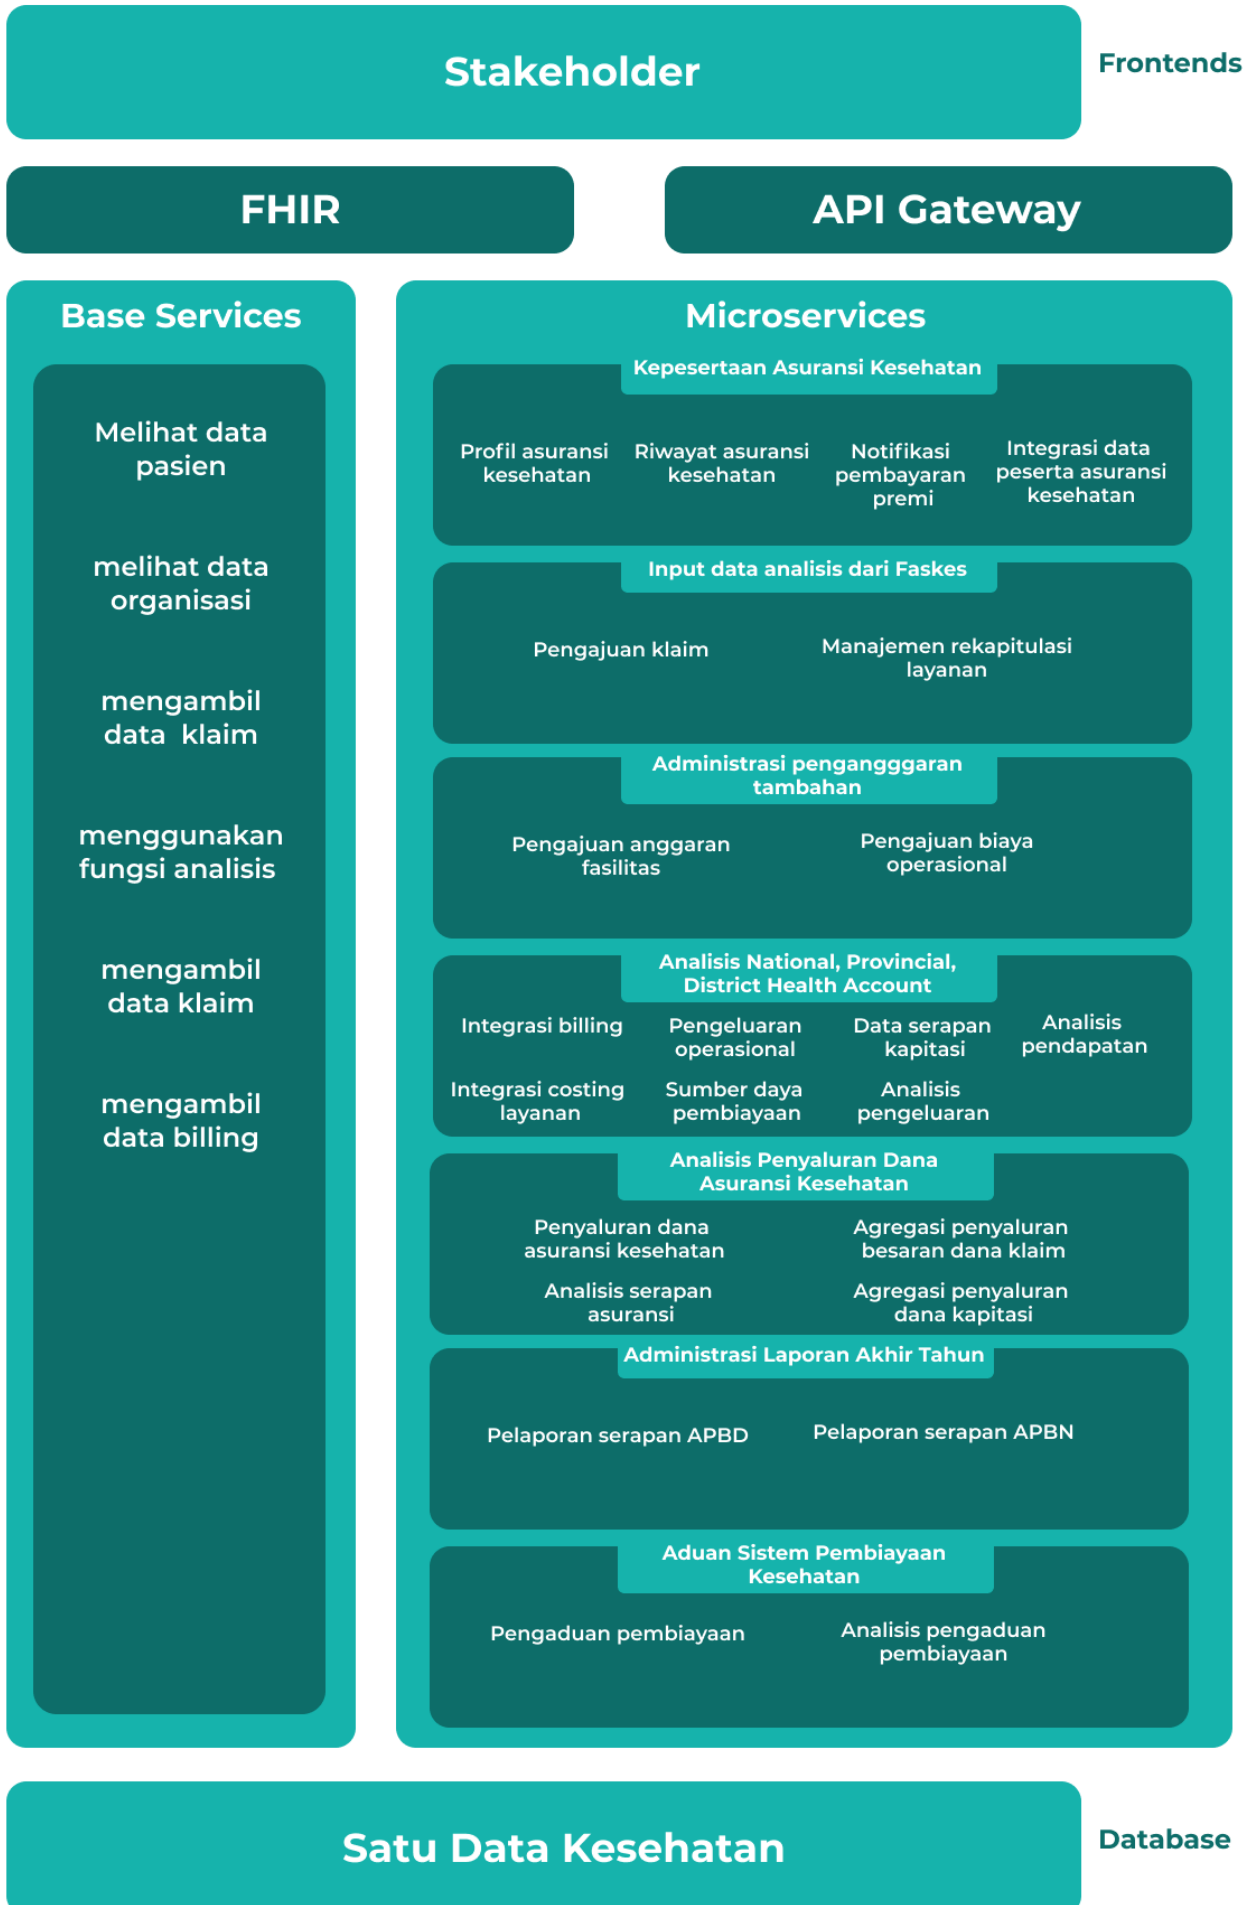 Stakeholder
Frontends
FHIR
API Gateway
Base Services
Melihat data
pasien
melihat data
organisasi
mengambil
data  klaim
menggunakan
fungsi analisis
mengambil
data klaim
mengambil
data billing
Microservices
Kepesertaan Asuransi Kesehatan
Profil asuransi
kesehatan
Riwayat asuransi
kesehatan
Notifikasi
pembayaran
premi
Integrasi data
peserta asuransi
kesehatan
Input data analisis dari Faskes
Pengajuan klaim
Manajemen rekapitulasi
layanan
Administrasi pengangggaran
tambahan
Pengajuan anggaran
fasilitas
Pengajuan biaya
operasional
Analisis National, Provincial,
District Health Account
Integrasi billing
Pengeluaran
operasional
Data serapan
kapitasi
Analisis
pendapatan
Integrasi costing
layanan
Sumber daya
pembiayaan
Analisis
pengeluaran
Analisis Penyaluran Dana
Asuransi Kesehatan
Penyaluran dana
asuransi kesehatan
Agregasi penyaluran
besaran dana klaim
Analisis serapan
asuransi
Agregasi penyaluran
dana kapitasi
Administrasi Laporan Akhir Tahun
Pelaporan serapan APBD
Pelaporan serapan APBN
Aduan Sistem Pembiayaan
Kesehatan
Pengaduan pembiayaan
Analisis pengaduan
pembiayaan
Satu Data Kesehatan
Database